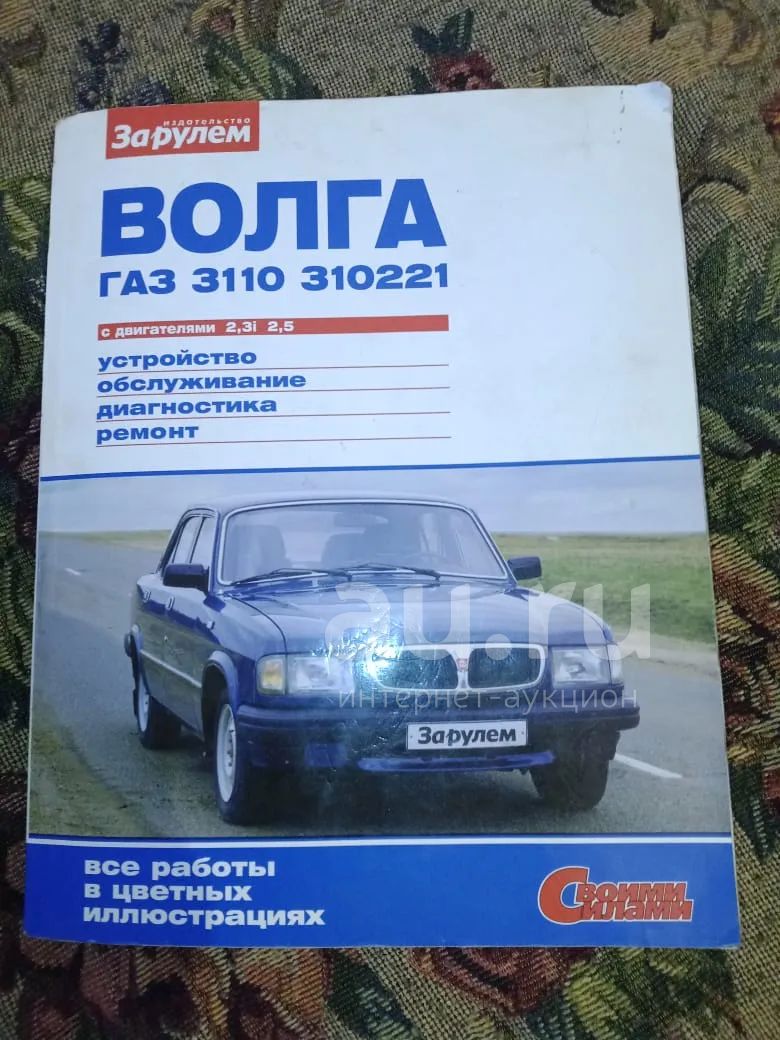 издательство
За рулем
ВОЛГА
ГАЗ 3110 310221
с двигателями 2,3i 2,5
устройство
обслуживание
диагностика
ремонт
au.ru
интернет-аукцион
За рулем
все работы
в цветных
иллюстрациях
Своими
силами